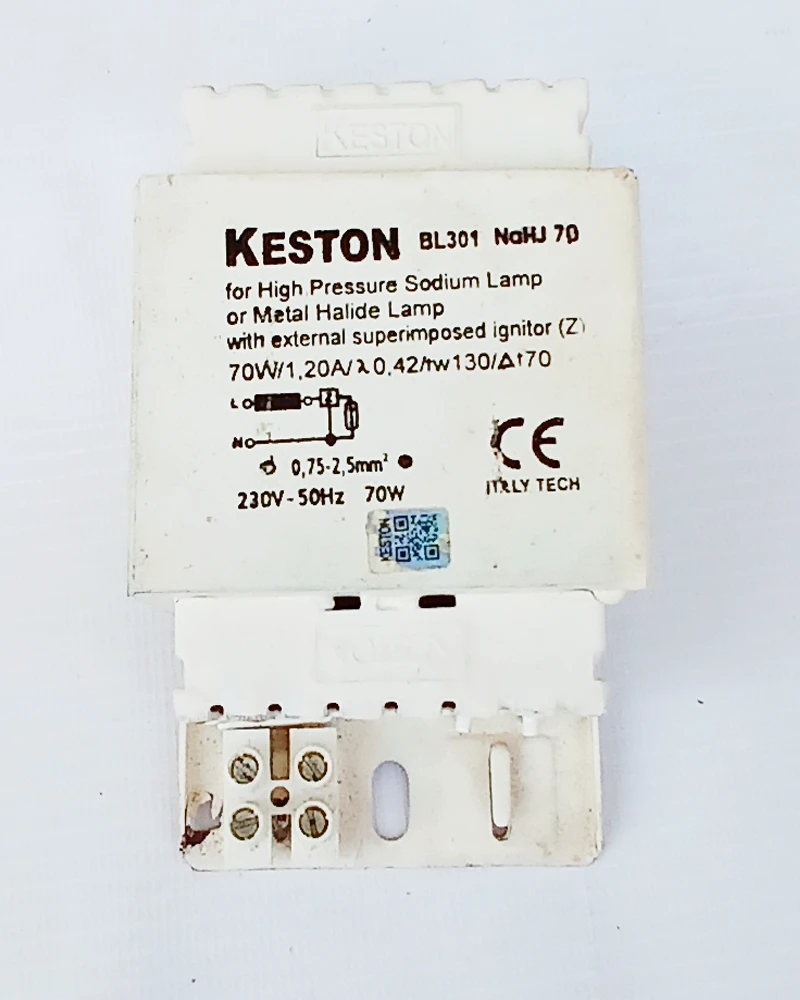 KESTON
KESTON BL301 NaHJ 70
for High Pressure Sodium Lamp
or Metal Halide Lamp
with external superimposed ignitor (Z)
70W/1,20A/λ0,42/tw130/Δt70
L Z
N
0,75-2,5mm²
CE
ITRLY TECH
230V-50Hz 70W
KESTON